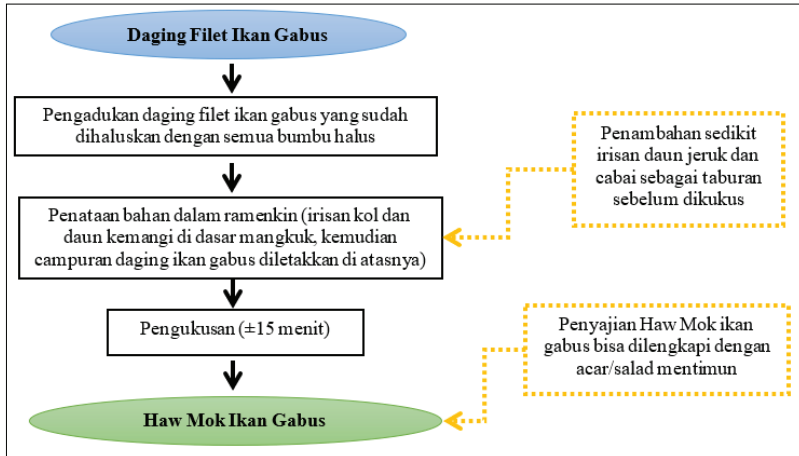 Daging Filet Ikan Gabus
Pengadukan daging filet ikan gabus yang sudah
dihaluskan dengan semua bumbu halus
Penambahan sedikit
irisan daun jeruk dan
cabai sebagai taburan
sebelum dikukus
Penataan bahan dalam ramenkin (irisan kol dan
daun kemangi di dasar mangkuk, kemudian
campuran daging ikan gabus diletakkan di atasnya)
Pengukusan (±15 menit)
Penyajian Haw Mok ikan
gabus bisa dilengkapi dengan
acar/salad mentimun
Haw Mok Ikan Gabus